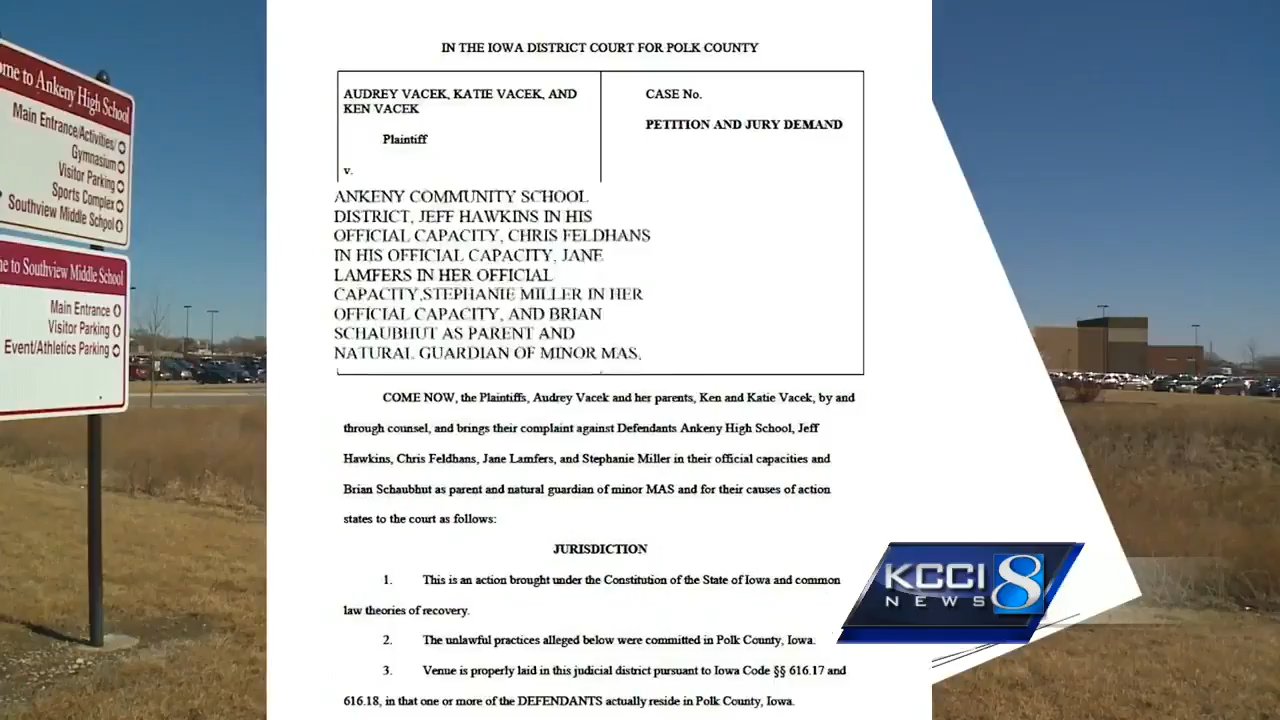 me to Ankeny High School
Main Entrance/Activities/
Gymnasium
Visitor Parking
Sports Complex
Southview Middle School
ne to Southview Middle School
Main Entrance
Visitor Parking
Event/Athletics Parking
IN THE IOWA DISTRICT COURT FOR POLK COUNTY
AUDREY VACEK, KATIE VACEK, AND
KEN VACEK
Plaintiff
v.
ANKENY COMMUNITY SCHOOL
DISTRICT, JEFF HAWKINS IN HIS
OFFICIAL CAPACITY, CHRIS FELDHANS
IN HIS OFFICIAL CAPACITY, JANE
LAMFERS IN HER OFFICIAL
CAPACITY,STEPHANIE MILLER IN HER
OFFICIAL CAPACITY, AND BRIAN
SCHAUBHUT AS PARENT AND
NATURAL GUARDIAN OF MINOR MAS,
CASE No.
PETITION AND JURY DEMAND
COME NOW, the Plaintiffs, Audrey Vacek and her parents, Ken and Katie Vacek, by and
through counsel, and brings their complaint against Defendants Ankeny High School, Jeff
Hawkins, Chris Feldhans, Jane Lamfers, and Stephanie Miller in their official capacities and
Brian Schaubhut as parent and natural guardian of minor MAS and for their causes of action
states to the court as follows:
JURISDICTION
1. This is an action brought under the Constitution of the State of Iowa and common
law theories of recovery.
2. The unlawful practices alleged below were committed in Polk County, Iowa.
3. Venue is properly laid in this judicial district pursuant to Iowa Code §§ 616.17 and
616.18, in that one or more of the DEFENDANTS actually reside in Polk County, Iowa.
KCCI 8
NEWS